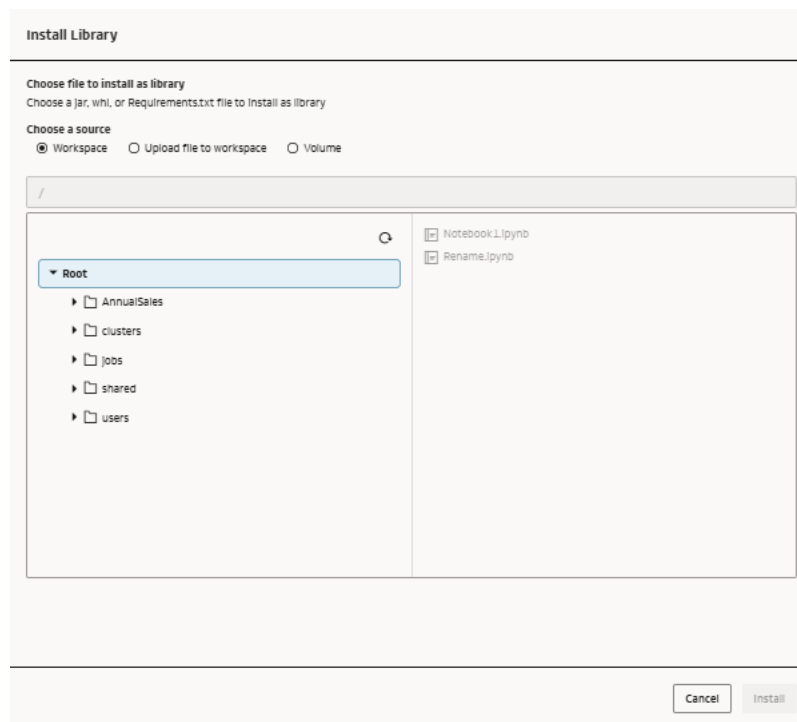 Install Library
Choose file to install as library
Choose a jar, whl, or Requirements.txt file to install as library
Choose a source
Workspace Upload file to workspace Volume
/
Notebook1.ipynb
Rename.ipynb
Root
AnnualSales
clusters
jobs
shared
users
Cancel Install